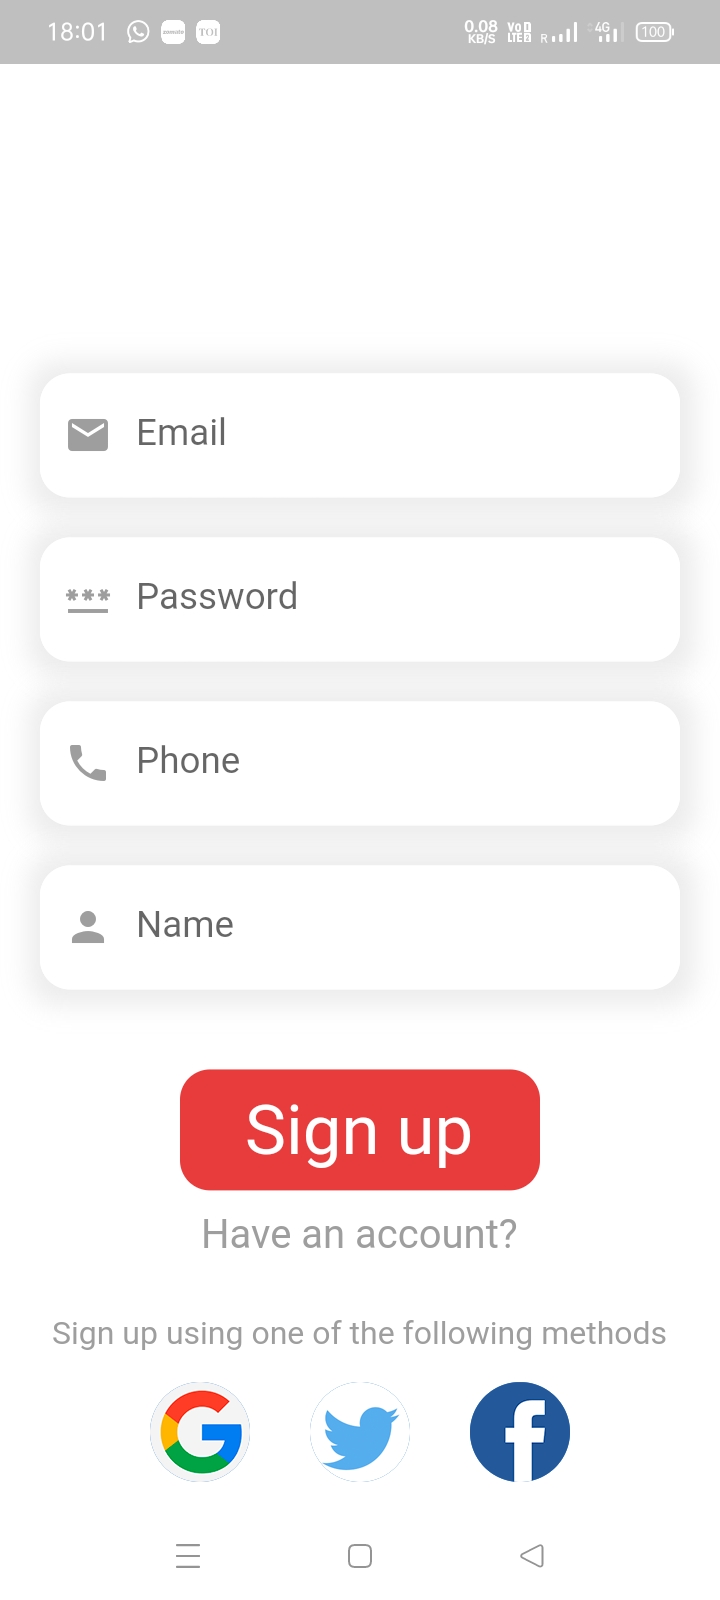 18:01 zomato TOI 0.08 KB/S VoD LTE2 R 4G 100
Email
*** Password
Phone
Name
Sign up
Have an account?
Sign up using one of the following methods